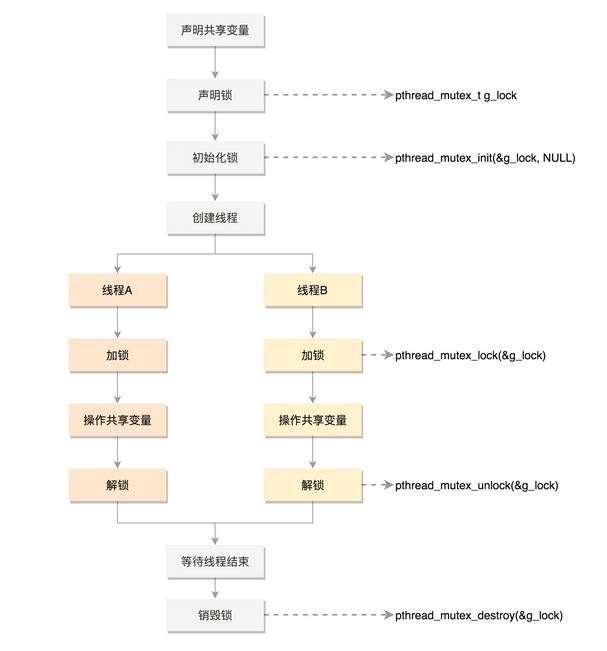 声明共享变量
声明锁
pthread_mutex_t g_lock
初始化锁
pthread_mutex_init(&g_lock, NULL)
创建线程
线程A
线程B
加锁
加锁
pthread_mutex_lock(&g_lock)
操作共享变量
操作共享变量
解锁
解锁
pthread_mutex_unlock(&g_lock)
等待线程结束
销毁锁
pthread_mutex_destroy(&g_lock)